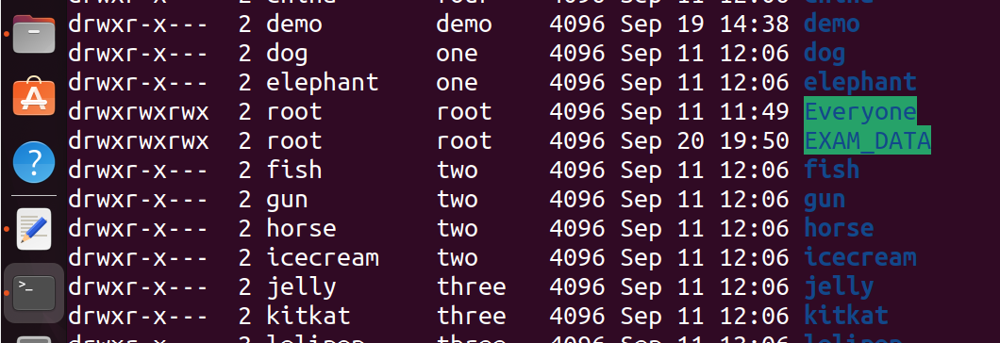 drwxr-x---  2 demo      demo    4096 Sep 19 14:38 demo
drwxr-x---  2 dog       one     4096 Sep 11 12:06 dog
drwxr-x---  2 elephant  one     4096 Sep 11 12:06 elephant
drwxrwxrwx  2 root      root    4096 Sep 11 11:49 Everyone
drwxrwxrwx  2 root      root    4096 Sep 20 19:50 EXAM_DATA
drwxr-x---  2 fish      two     4096 Sep 11 12:06 fish
drwxr-x---  2 gun       two     4096 Sep 11 12:06 gun
drwxr-x---  2 horse     two     4096 Sep 11 12:06 horse
drwxr-x---  2 icecream  two     4096 Sep 11 12:06 icecream
drwxr-x---  2 jelly     three   4096 Sep 11 12:06 jelly
drwxr-x---  2 kitkat    three   4096 Sep 11 12:06 kitkat